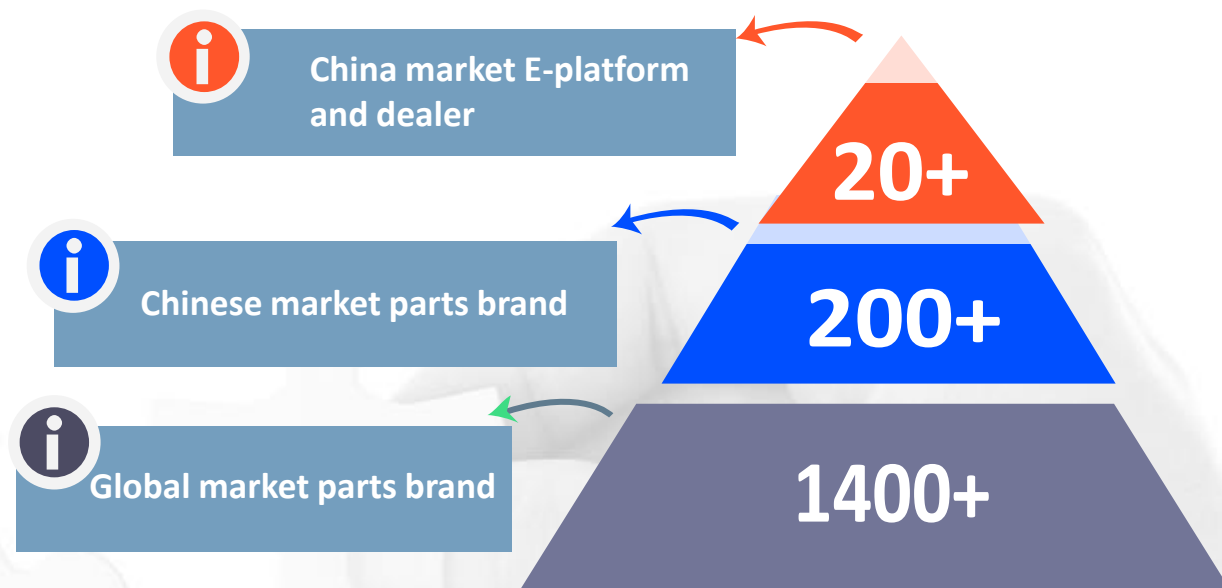 China market E-platform
and dealer
20+
Chinese market parts brand
200+
Global market parts brand
1400+